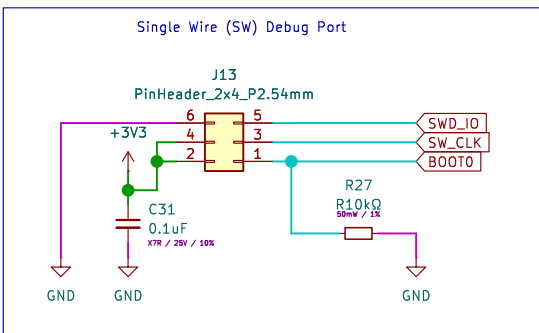 Single Wire (SW) Debug Port
J13
PinHeader_2x4_P2.54mm
6 5
SWD_IO
+3V3
4 3
SW_CLK
2 1
BOOT0
R27
R10kΩ
50mW / 1%
C31
0.1uF
X7R / 25V / 10%
GND GND GND